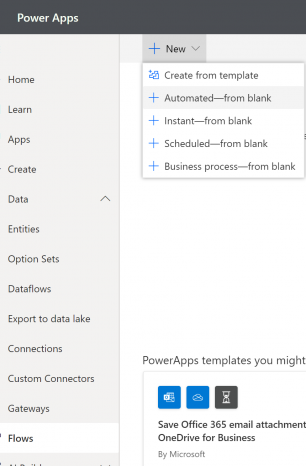 Power Apps
New
Create from template
Home
Automated—from blank
Learn
Instant—from blank
Apps
Scheduled—from blank
Create
Business process—from blank
Data
Entities
Option Sets
Dataflows
Export to data lake
Connections
PowerApps templates you might
Custom Connectors
Gateways
Save Office 365 email attachment
Flows
OneDrive for Business
By Microsoft